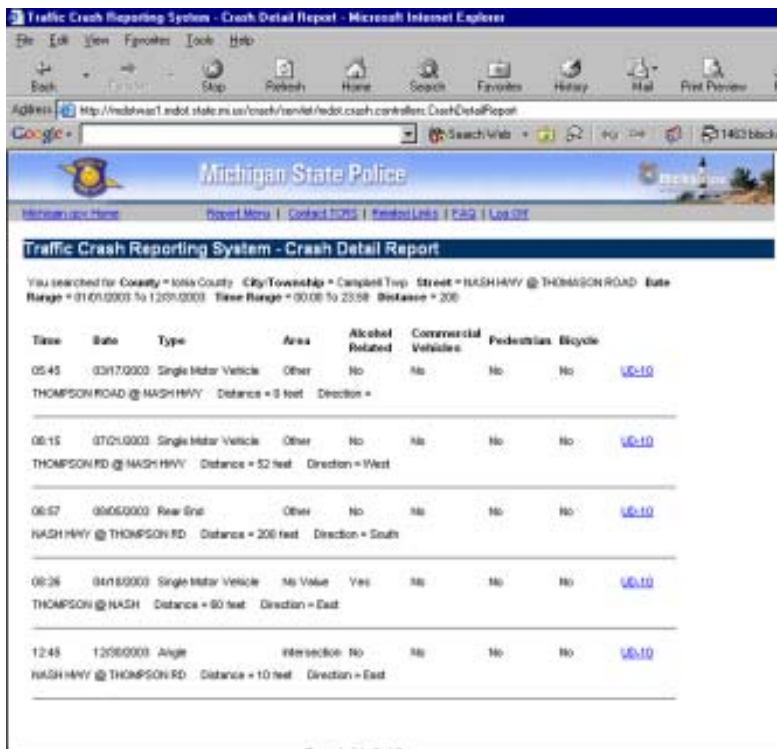 Traffic Crash Reporting System - Crash Detail Report - Microsoft Internet Explorer
File Edit View Favorites Tools Help
Back Forward Stop Refresh Home Search Favorites History Mail Print Preview
Address
Google Search Web
Michigan State Police
Michigan.gov Home Report Menu | Contact TCRS | Related Links | FAQ | Log Off
Traffic Crash Reporting System - Crash Detail Report
You searched for County = Ionia County City/Township = Campbell Twp Street = NASH HWY @ THOMASON ROAD Date
Range = 01/01/2003 To 12/31/2003 Time Range = 00:00 To 23:59 Distance = 200
Time Date Type Area Alcohol Related Commercial Vehicles Pedestrian Bicycle
05:45 03/17/2003 Single Motor Vehicle Other No No No No UD-10
THOMPSON ROAD @ NASH HWY Distance = 0 feet Direction =
08:15 07/21/2003 Single Motor Vehicle Other No No No No UD-10
THOMPSON RD @ NASH HWY Distance = 52 feet Direction = West
08:57 Rear End Other No No No No UD-10
NASH HWY @ THOMPSON RD Distance = 200 feet Direction = South
08:26 Single Motor Vehicle No Value Yes No No No UD-10
THOMPSON @ NASH Distance = 60 feet Direction = East
12:45 12/30/2003 Angle Intersection No No No No UD-10
NASH HWY @ THOMPSON RD Distance = 10 feet Direction = East